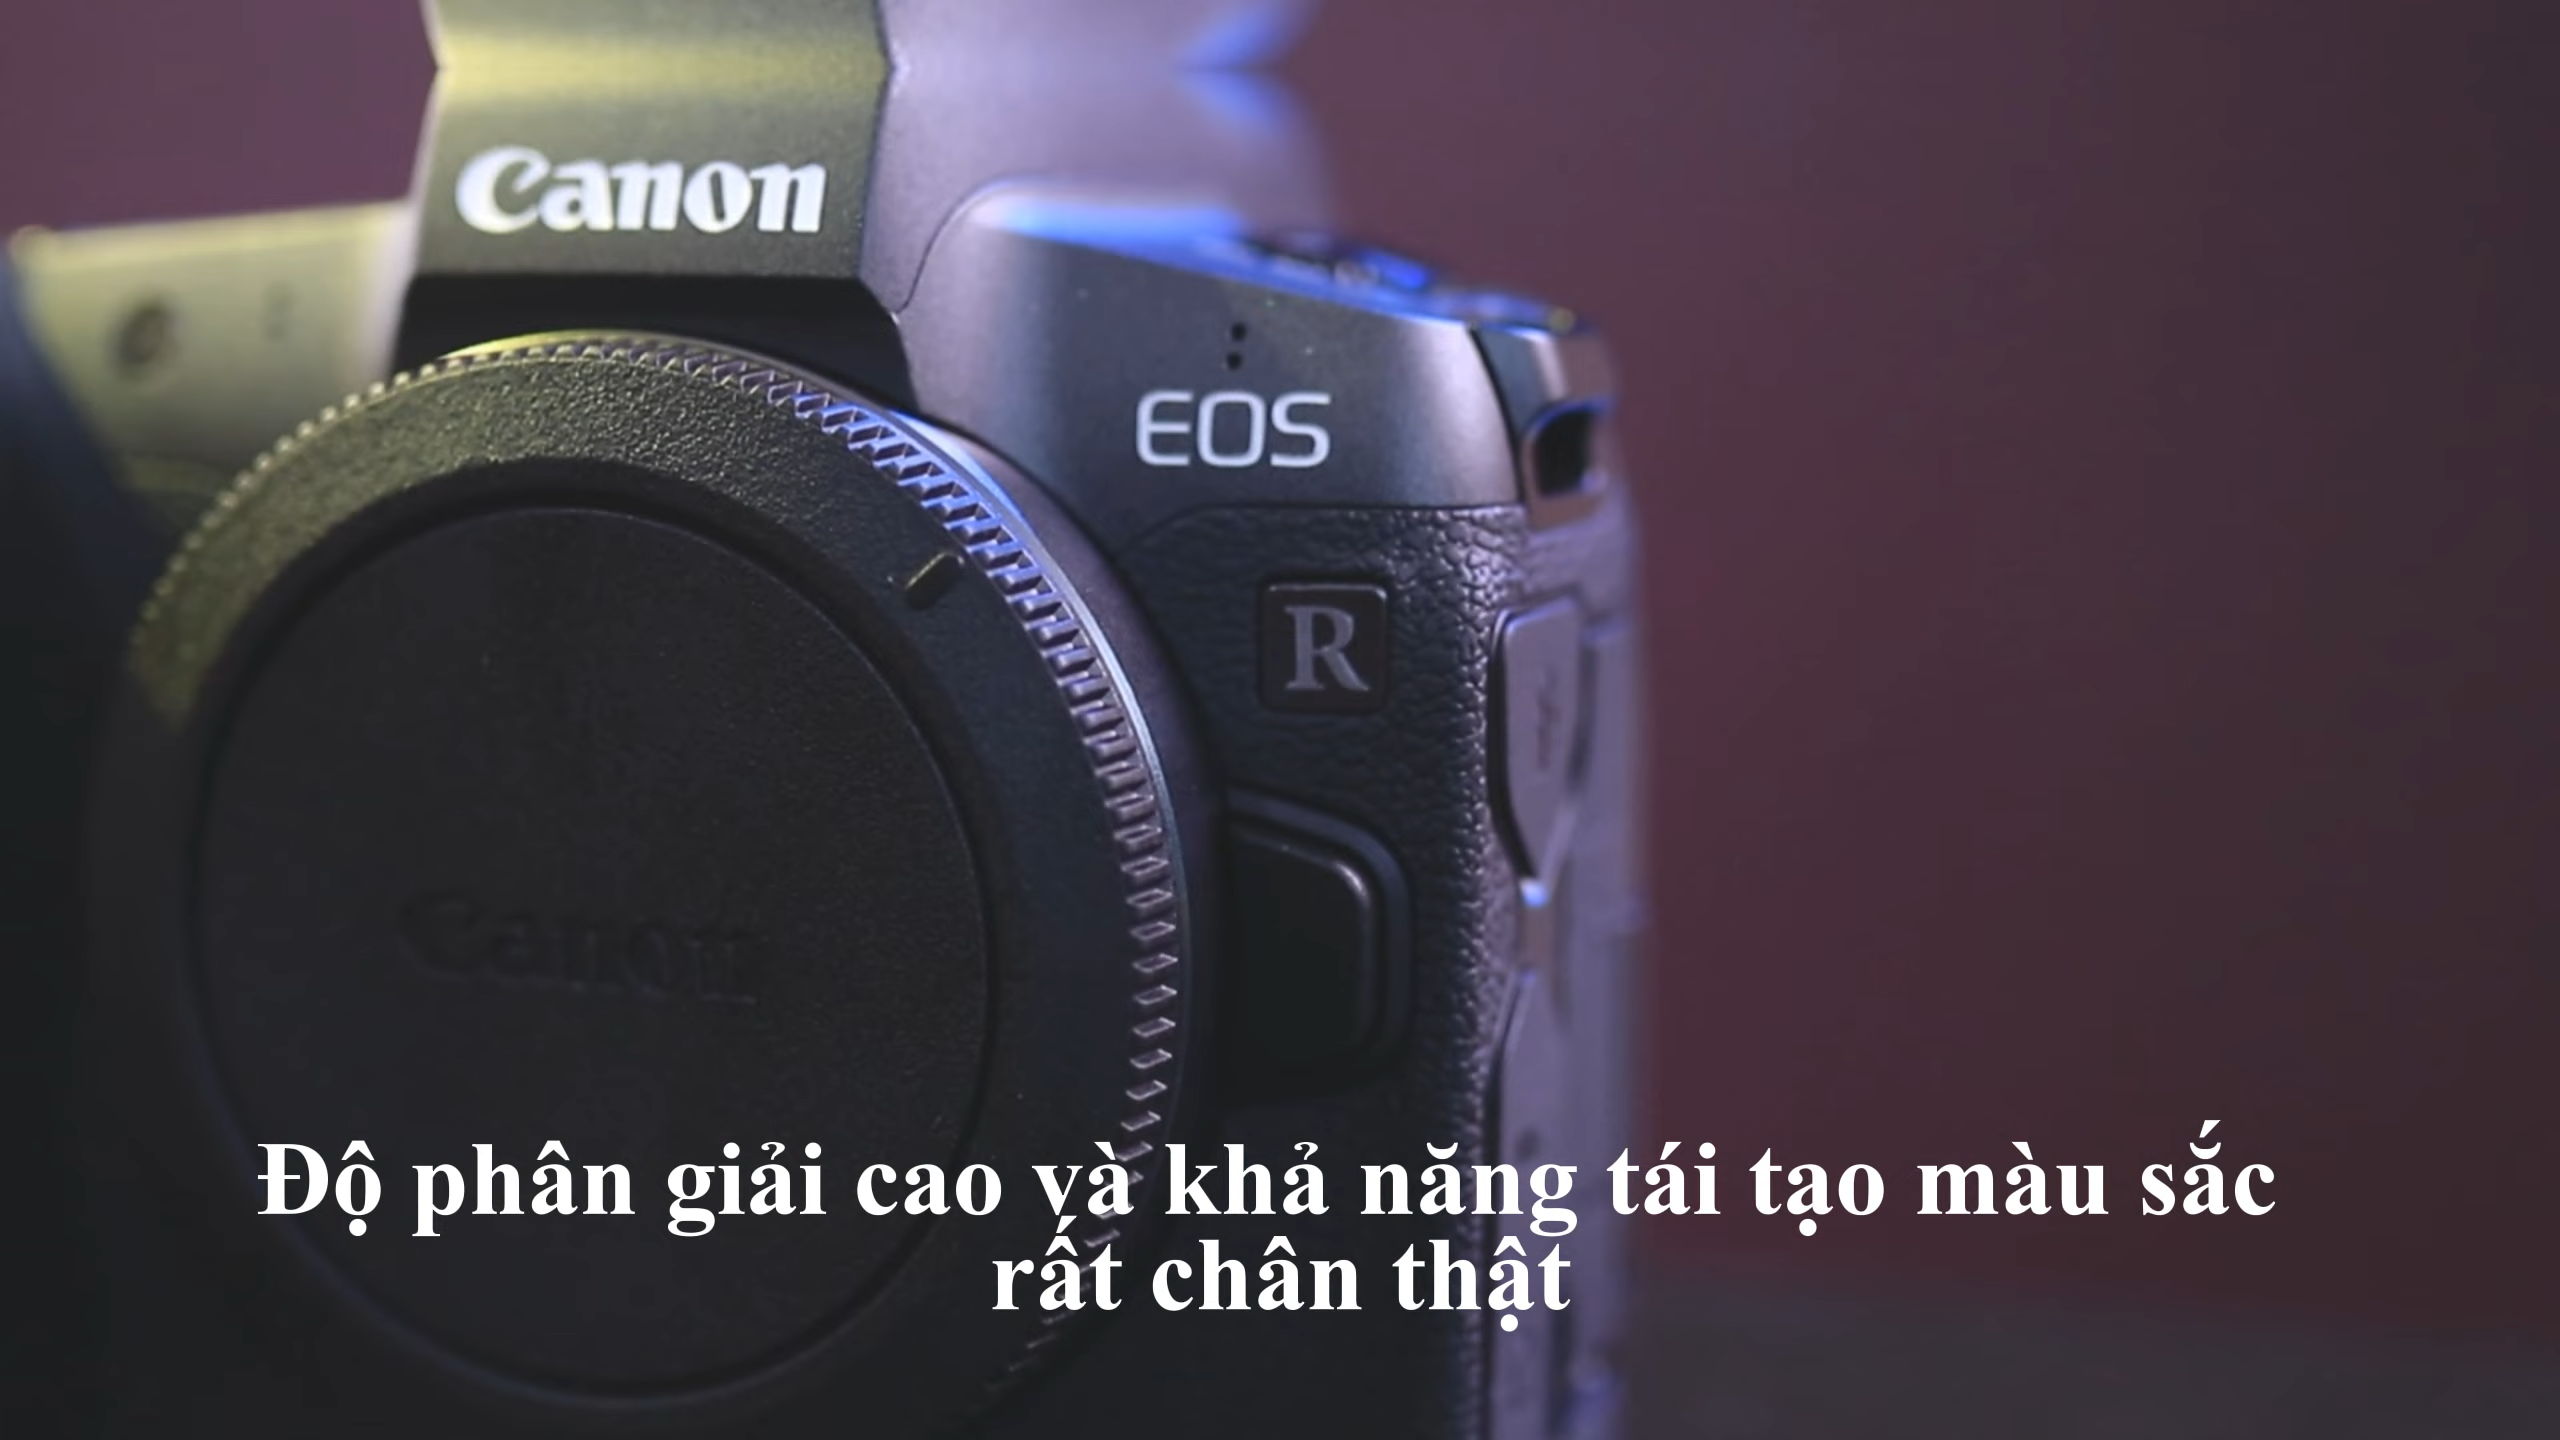 Canon
EOS
R
Canon
Độ phân giải cao và khả năng tái tạo màu sắc
rất chân thật